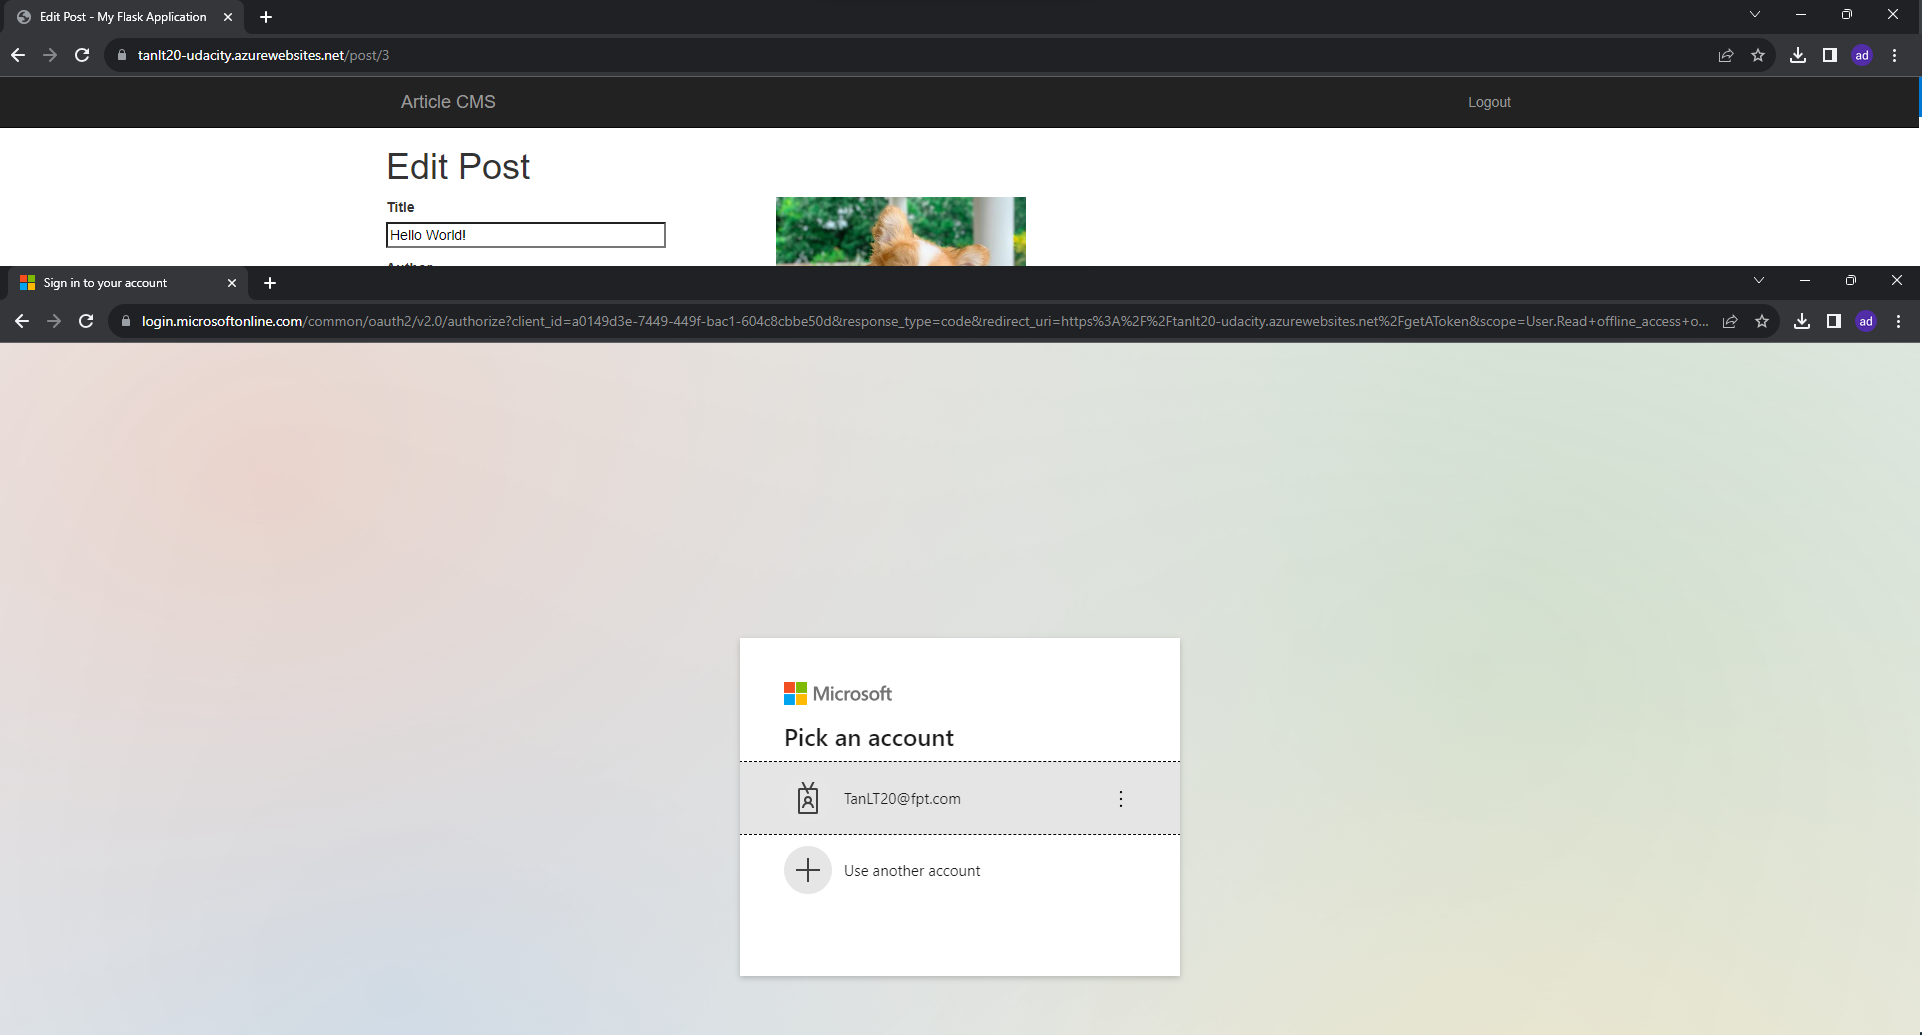 Edit Post - My Flask Application
tanlt20-udacity.azurewebsites.net/post/3
ad
Article CMS
Logout
Edit Post
Title
Hello World!
Author
Sign in to your account
login.microsoftonline.com/common/oauth2/v2.0/authorize?client_id=a0149d3e-7449-449f-bac1-604c8cbbe50d&response_type=code&redirect_uri=https%3A%2F%2Ftanlt20-udacity.azurewebsites.net%2FgetAToken&scope=User.Read+offline_access+o...
ad
Microsoft
Pick an account
TanLT20@fpt.com
Use another account